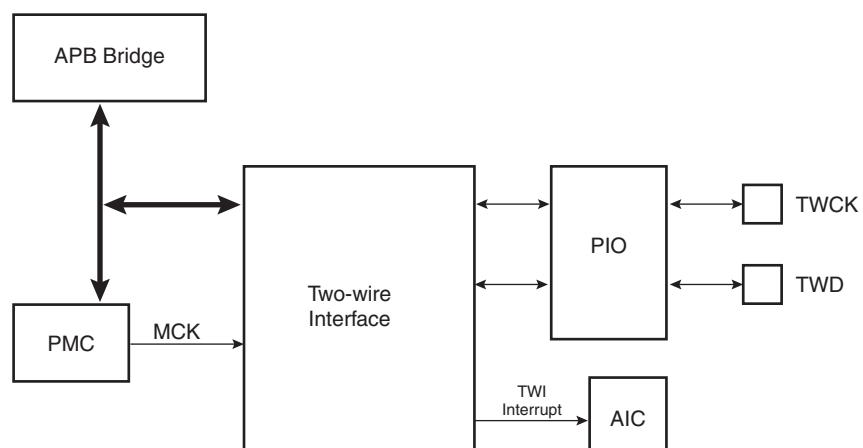 APB Bridge
TWCK
PIO
TWD
Two-wire
Interface
PMC
MCK
TWI
Interrupt
AIC